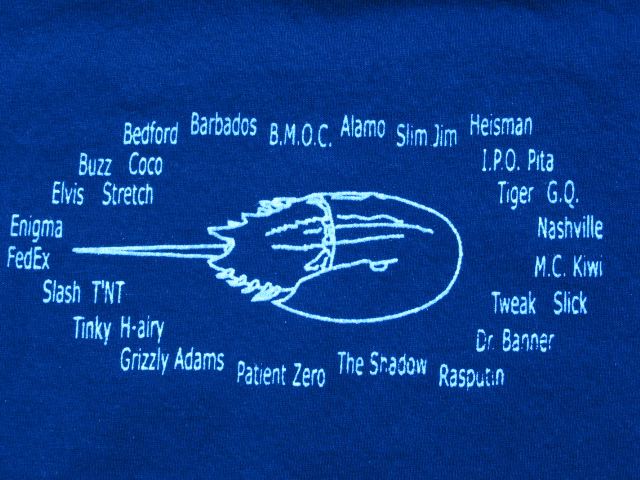 Bedford Barbados B.M.O.C. Alamo Slim Jim Heisman
Buzz Coco I.P.O. Pita
Elvis Stretch Tiger G.Q.
Enigma Nashville
FedEx M.C. Kiwi
Slash T'NT Tweak Slick
Tinky H-airy Dr. Banner
Grizzly Adams Patient Zero The Shadow Rasputin